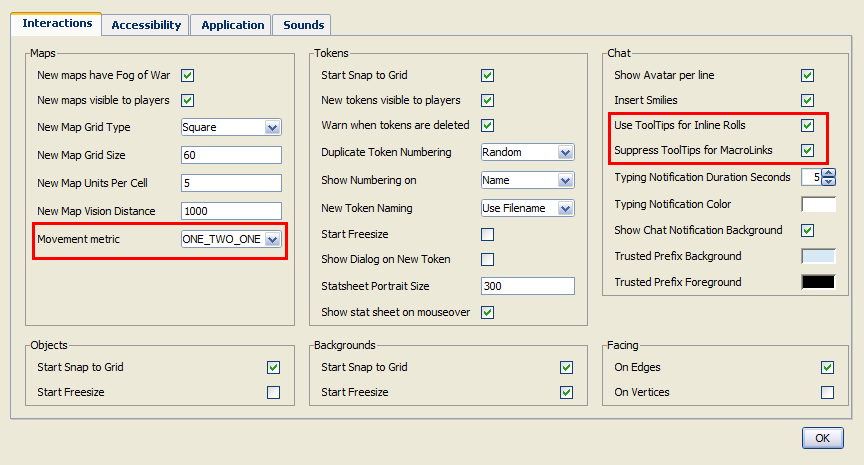 Interactions Accessibility Application Sounds
Maps
New maps have Fog of War
New maps visible to players
New Map Grid Type Square
New Map Grid Size 60
New Map Units Per Cell 5
New Map Vision Distance 1000
Movement metric ONE_TWO_ONE
Tokens
Start Snap to Grid
New tokens visible to players
Warn when tokens are deleted
Duplicate Token Numbering Random
Show Numbering on Name
New Token Naming Use Filename
Start Freesize
Show Dialog on New Token
Statsheet Portrait Size 300
Show stat sheet on mouseover
Chat
Show Avatar per line
Insert Smilies
Use ToolTips for Inline Rolls
Suppress ToolTips for MacroLinks
Typing Notification Duration Seconds 5
Typing Notification Color
Show Chat Notification Background
Trusted Prefix Background
Trusted Prefix Foreground
Objects
Start Snap to Grid
Start Freesize
Backgrounds
Start Snap to Grid
Start Freesize
Facing
On Edges
On Vertices
OK